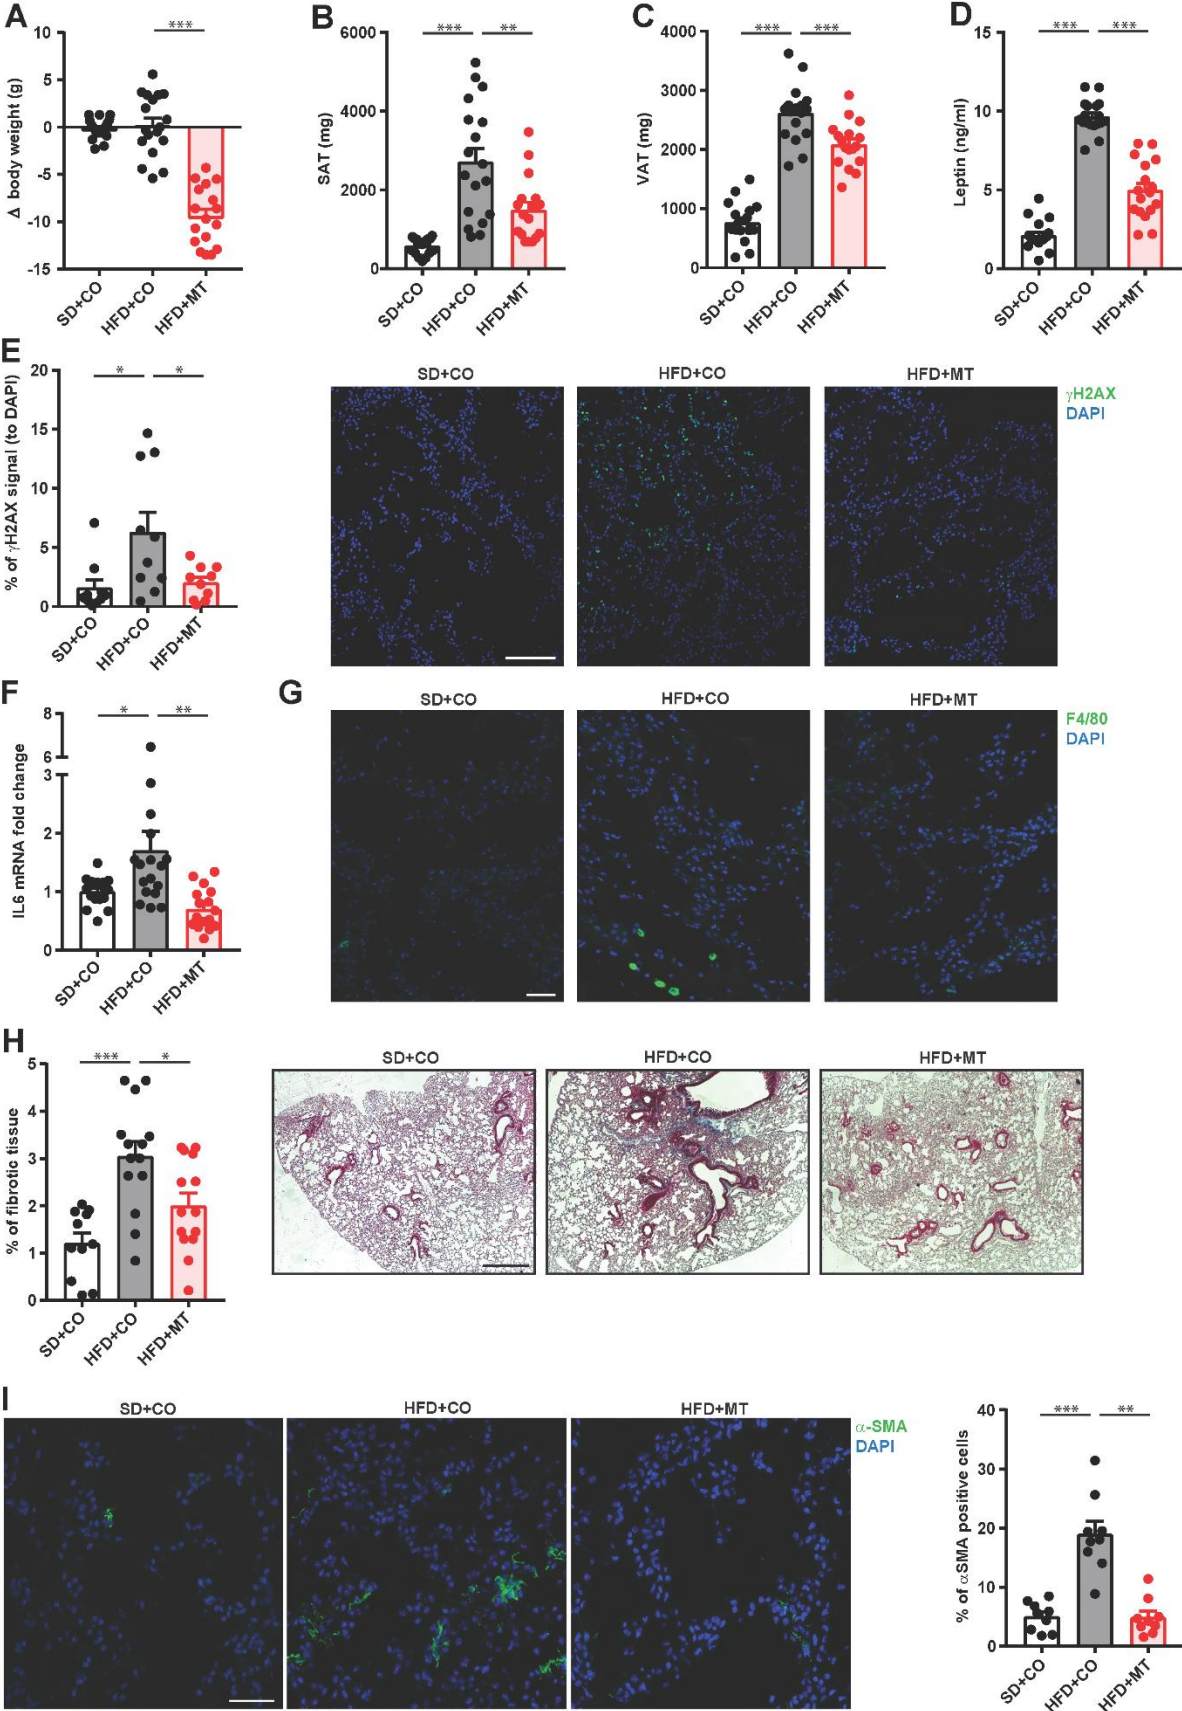 A
***
Δ body weight (g)
10
5
0
-5
-10
-15
SD+CO
HFD+CO
HFD+MT
B
*** **
SAT (mg)
6000
4000
2000
0
SD+CO
HFD+CO
HFD+MT
C
*** ***
VAT (mg)
4000
3000
2000
1000
0
SD+CO
HFD+CO
HFD+MT
D
*** ***
Leptin (ng/ml)
15
10
5
0
SD+CO
HFD+CO
HFD+MT
E
* *
% of γH2AX signal (to DAPI)
20
15
10
5
0
SD+CO
HFD+CO
HFD+MT
SD+CO
HFD+CO
HFD+MT
γH2AX
DAPI
F
* **
IL6 mRNA fold change
8
6
3
2
1
0
SD+CO
HFD+CO
HFD+MT
G
SD+CO
HFD+CO
HFD+MT
F4/80
DAPI
H
*** *
% of fibrotic tissue
5
4
3
2
1
0
SD+CO
HFD+CO
HFD+MT
SD+CO
HFD+CO
HFD+MT
I
SD+CO
HFD+CO
HFD+MT
α-SMA
DAPI
*** **
% of αSMA positive cells
40
30
20
10
0
SD+CO
HFD+CO
HFD+MT